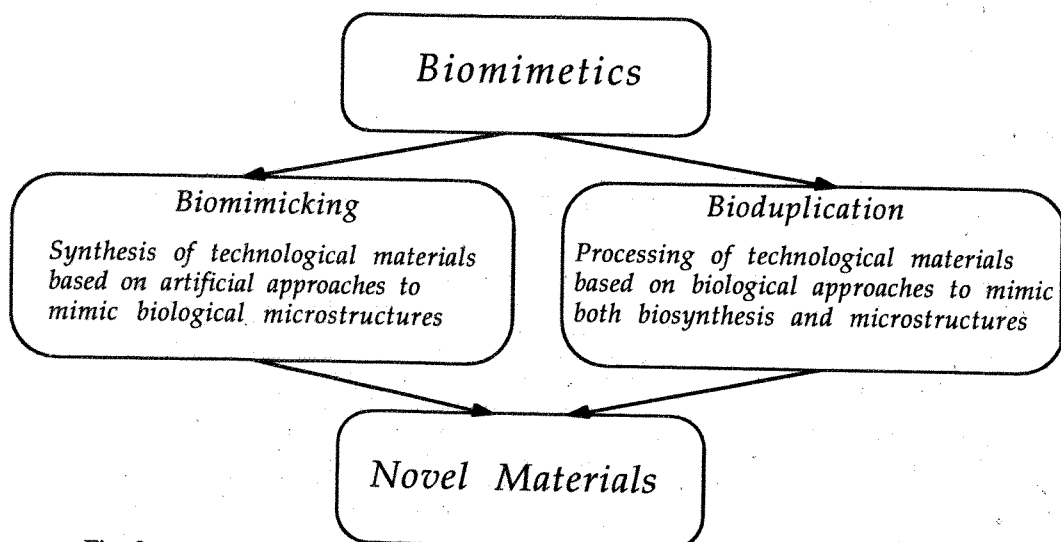 Biomimetics
Biomimicking
Synthesis of technological materials
based on artificial approaches to
mimic biological microstructures
Bioduplication
Processing of technological materials
based on biological approaches to mimic
both biosynthesis and microstructures
Novel Materials